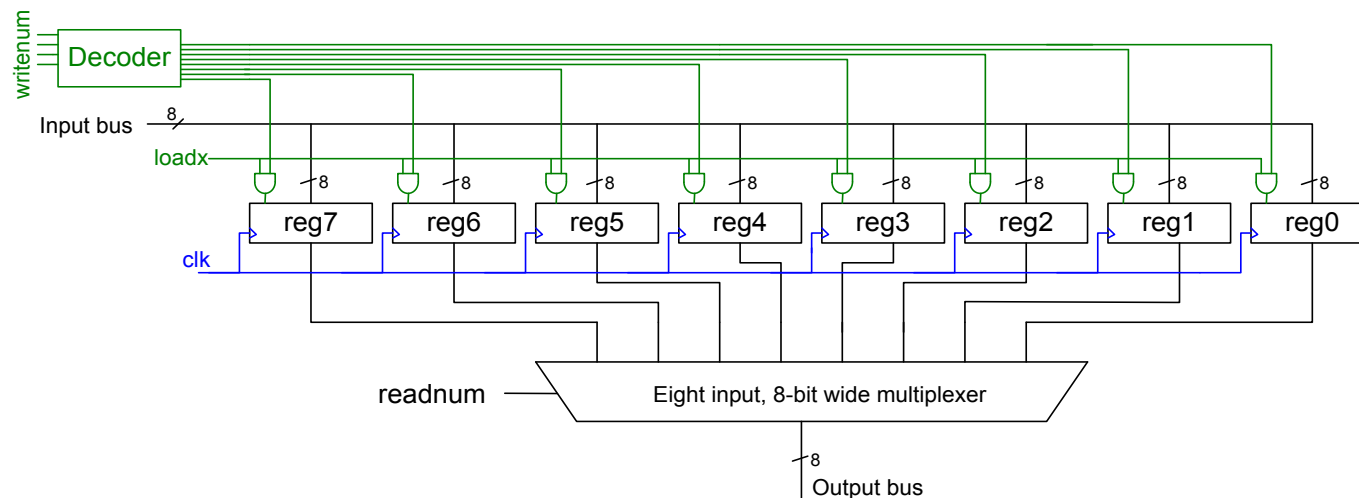 writenum
Decoder
Input bus
8
loadx
8
8
8
8
8
8
8
8
reg7
reg6
reg5
reg4
reg3
reg2
reg1
reg0
clk
readnum
Eight input, 8-bit wide multiplexer
8
Output bus